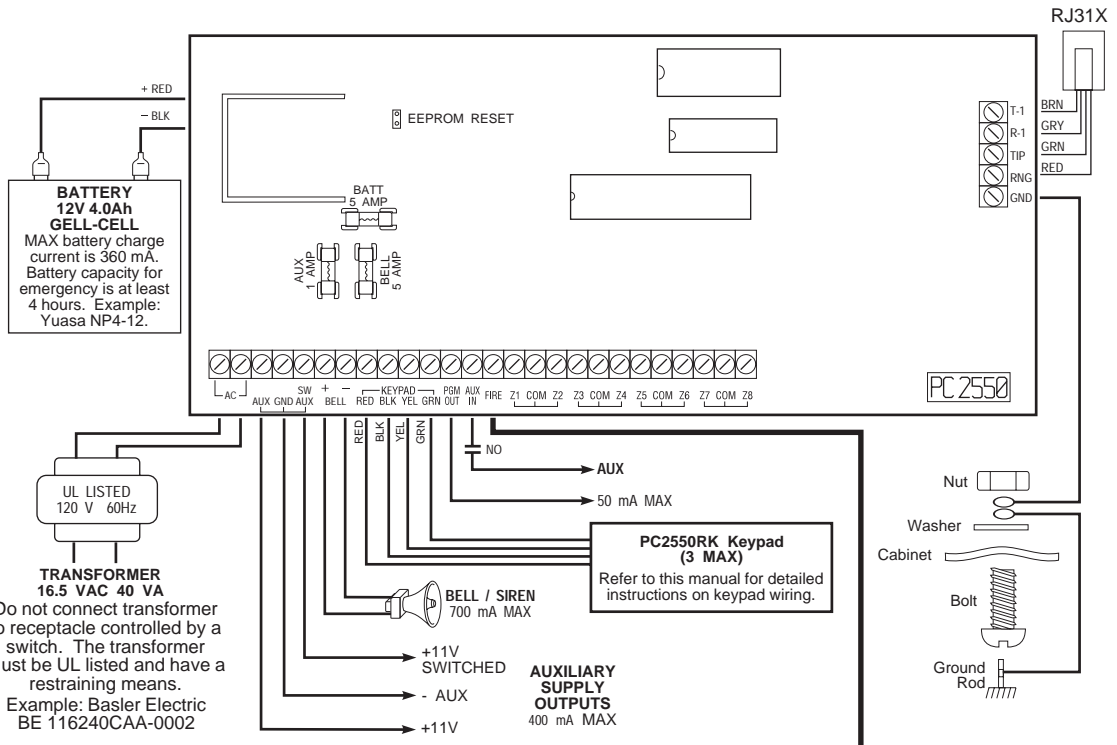 RJ31X
+ RED
– BLK
EEPROM RESET
T-1
BRN
R-1
GRY
TIP
GRN
RNG
RED
GND
BATTERY
12V 4.0Ah
GELL-CELL
MAX battery charge
current is 360 mA.
Battery capacity for
emergency is at least
4 hours. Example:
Yuasa NP4-12.
BATT
5 AMP
AUX
1 AMP
BELL
5 AMP
PC2550
AC
AUX GND SW AUX
+ –
BELL
KEYPAD
RED BLK YEL GRN
PGM OUT
AUX IN
FIRE Z1 COM Z2 Z3 COM Z4 Z5 COM Z6 Z7 COM Z8
RED
BLK
YEL
GRN
NO
AUX
50 mA MAX
UL LISTED
120 V 60Hz
TRANSFORMER
16.5 VAC 40 VA
Do not connect transformer
o receptacle controlled by a
switch. The transformer
ust be UL listed and have a
restraining means.
Example: Basler Electric
BE 116240CAA-0002
PC2550RK Keypad
(3 MAX)
Refer to this manual for detailed
instructions on keypad wiring.
BELL / SIREN
700 mA MAX
+11V
SWITCHED
- AUX
+11V
AUXILIARY
SUPPLY
OUTPUTS
400 mA MAX
Nut
Washer
Cabinet
Bolt
Ground
Rod